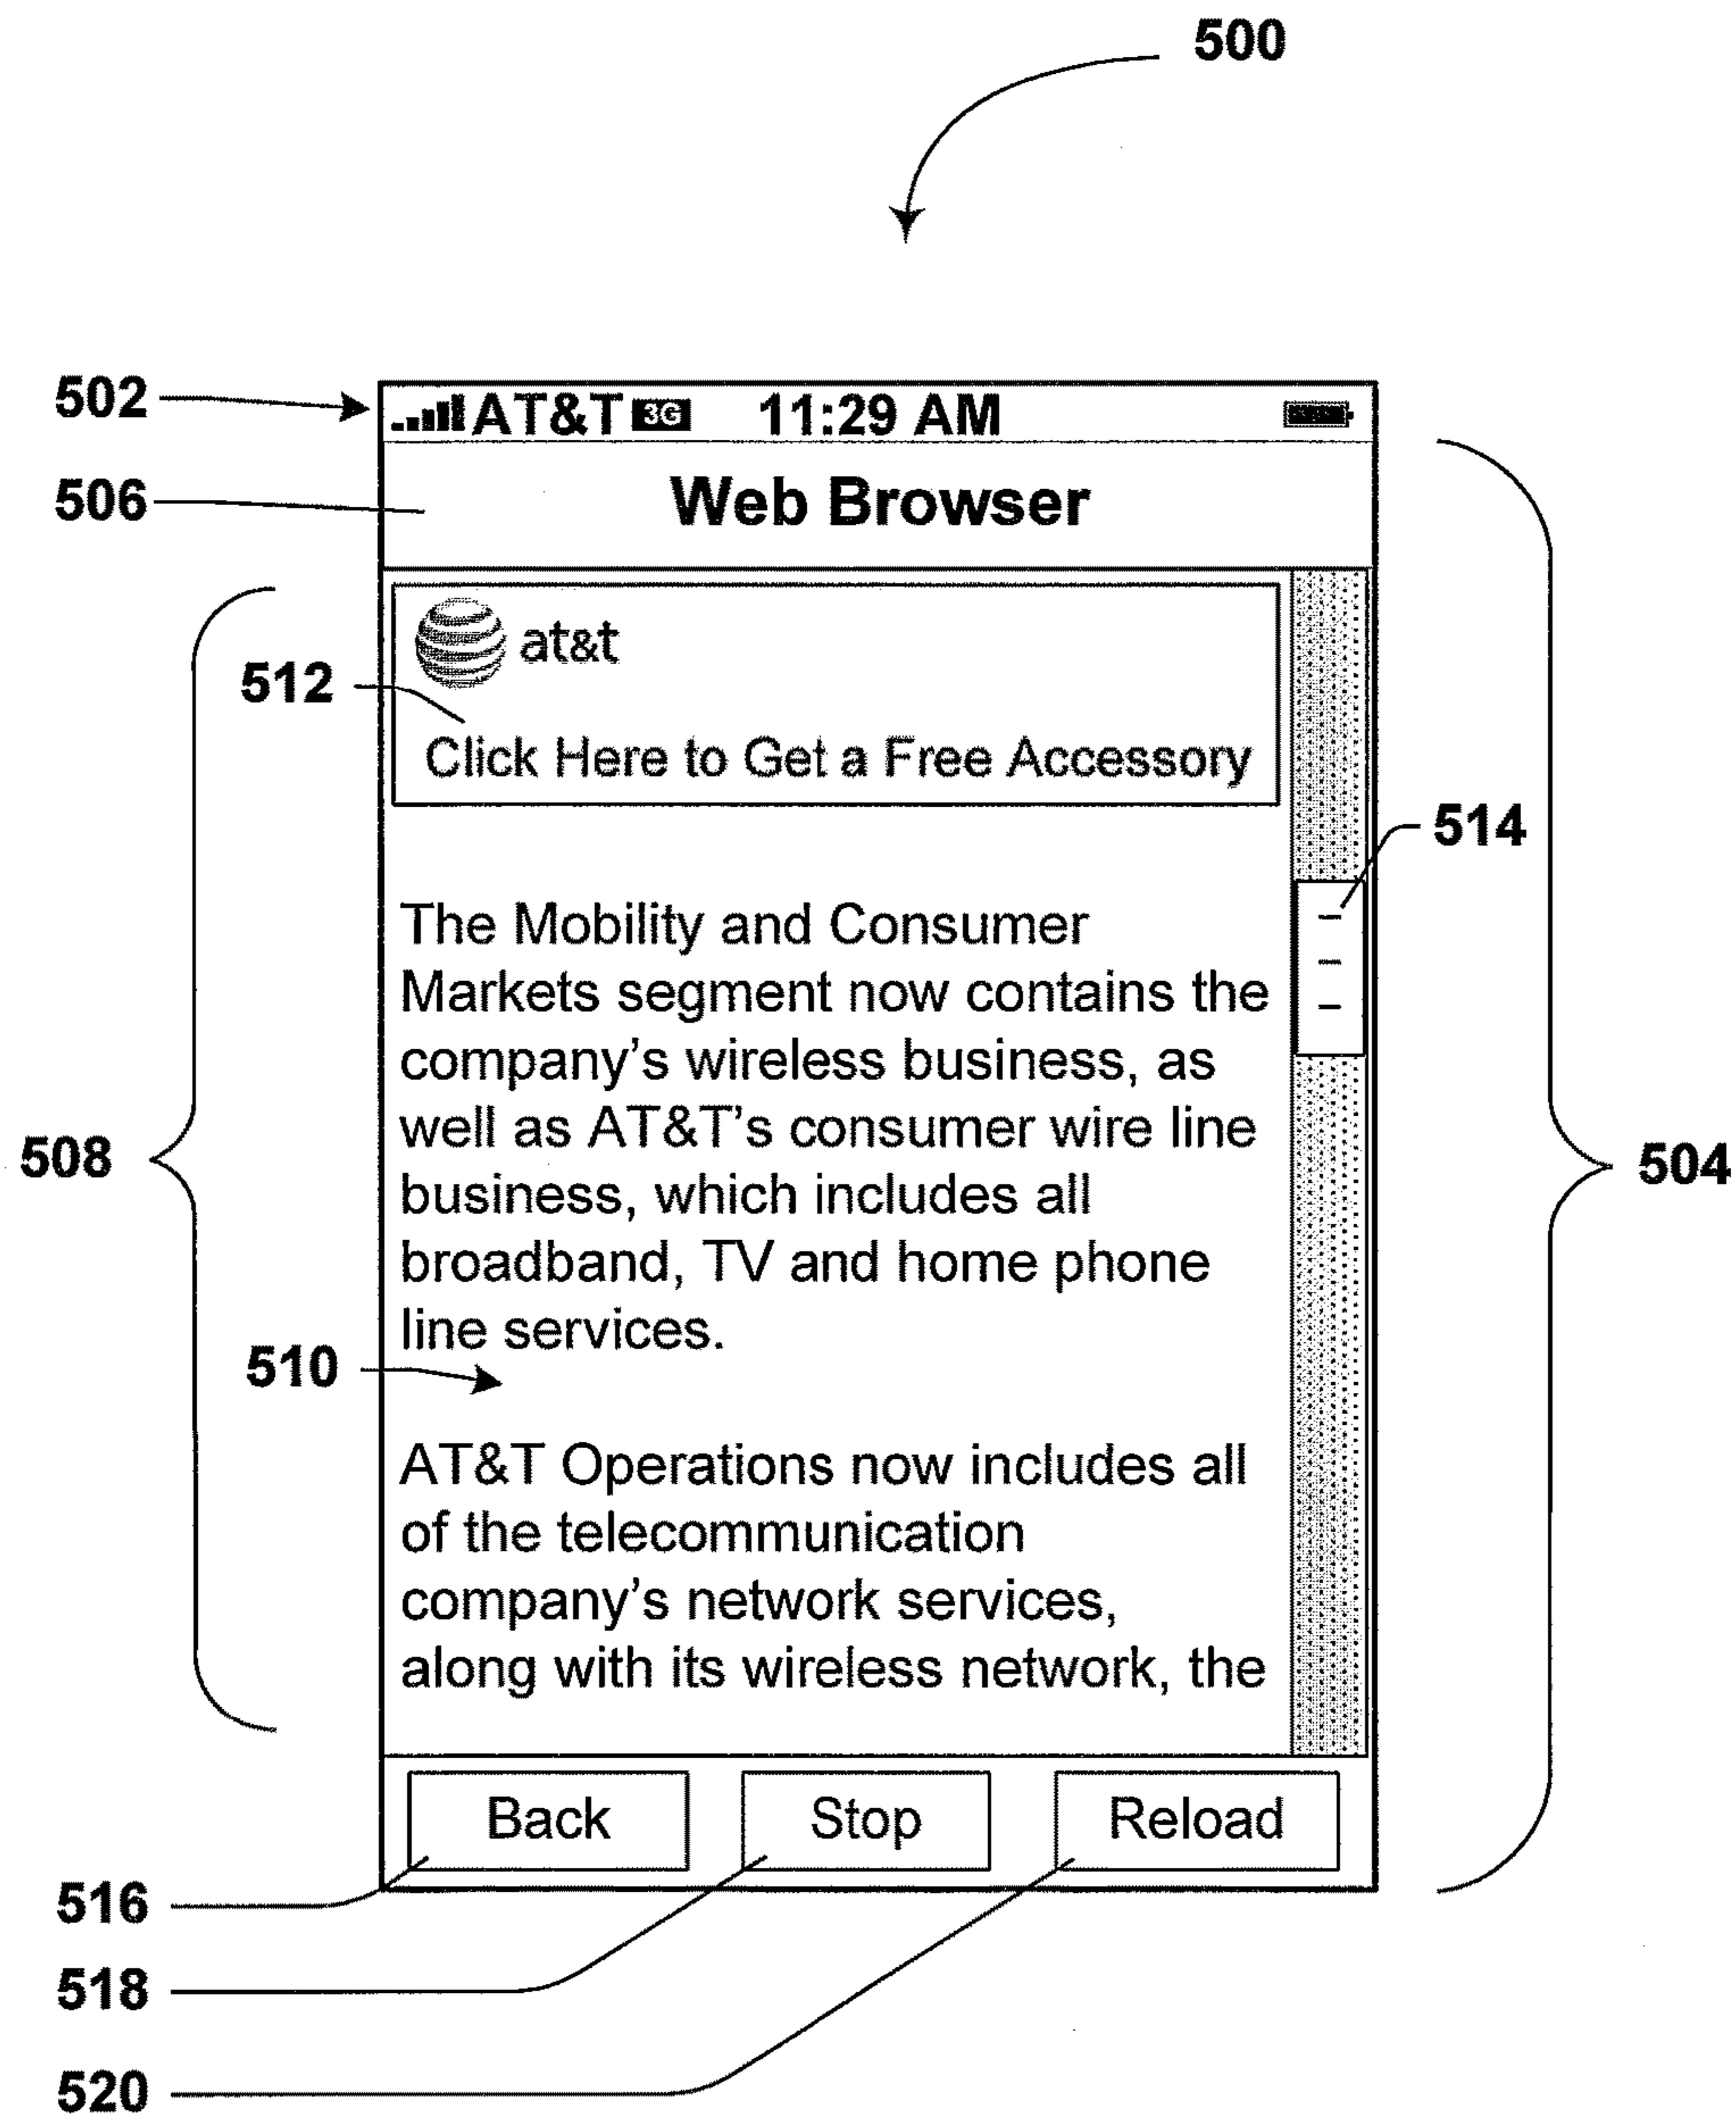 500
502
AT&T 3G 11:29 AM
506
Web Browser
at&t
512
Click Here to Get a Free Accessory
514
The Mobility and Consumer
Markets segment now contains the
company's wireless business, as
well as AT&T's consumer wire line
508
504
business, which includes all
broadband, TV and home phone
line services.
510
AT&T Operations now includes all
of the telecommunication
company's network services,
along with its wireless network, the
Back Stop Reload
516
518
520